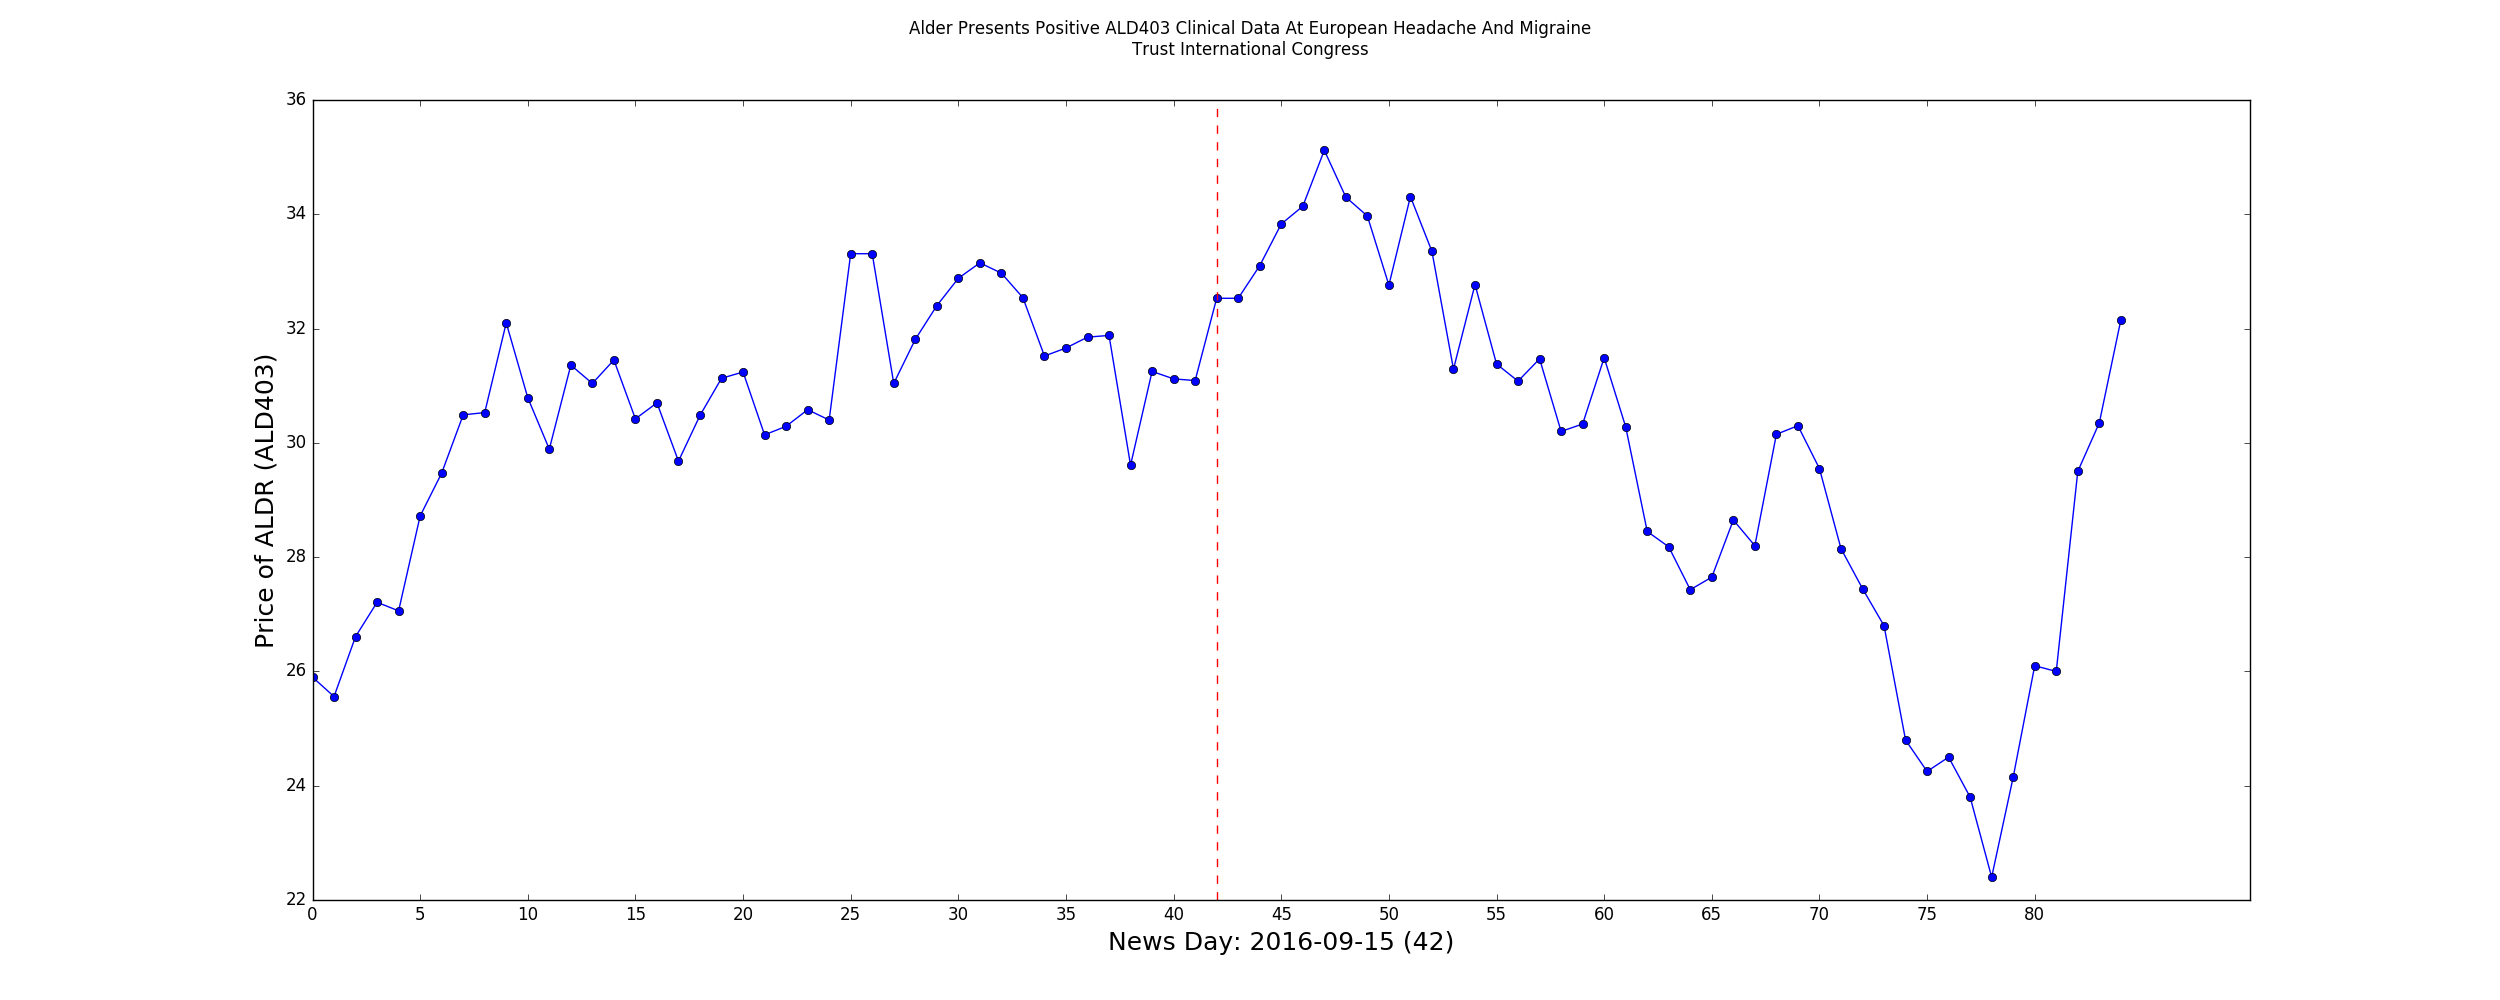 Alder Presents Positive ALD403 Clinical Data At European Headache And Migraine
Trust International Congress
36
34
32
30
28
26
24
22
Price of ALDR (ALD403)
0 5 10 15 20 25 30 35 40 45 50 55 60 65 70 75 80
News Day: 2016-09-15 (42)